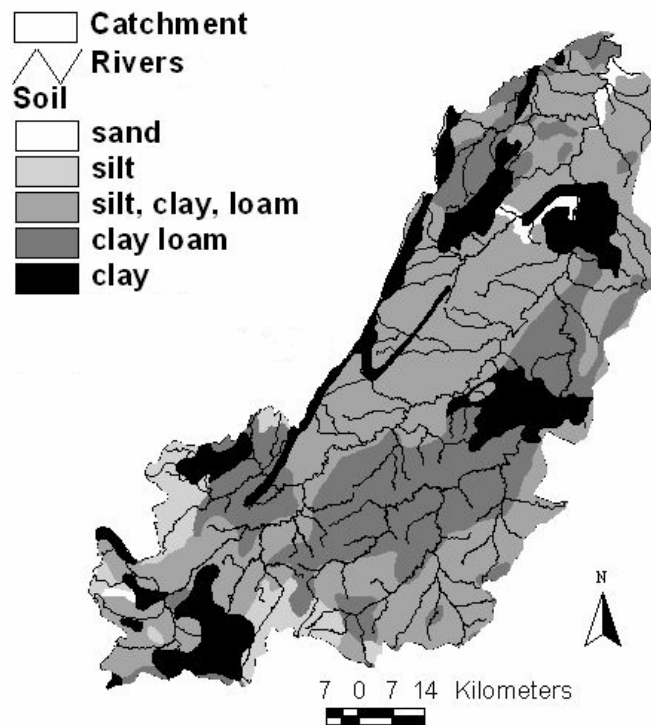 Catchment
Rivers
Soil
sand
silt
silt, clay, loam
clay loam
clay
N
7 0 7 14 Kilometers